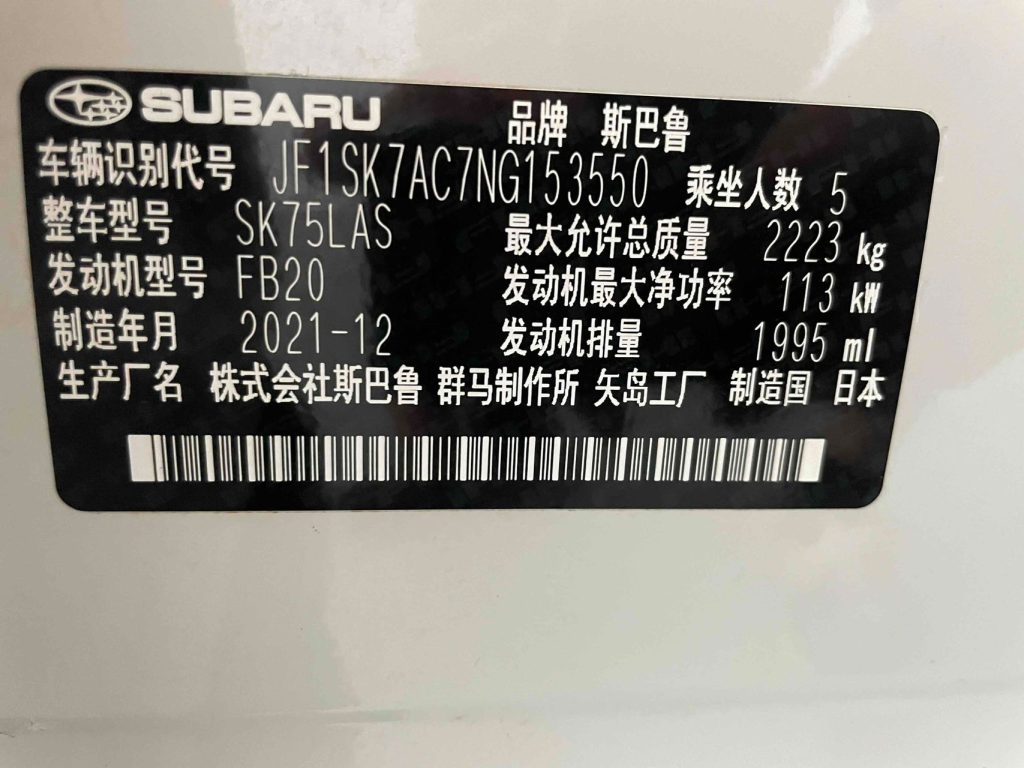 SUBARU 品牌 斯巴鲁
车辆识别代号 JF1SK7AC7NG153550 乘坐人数 5
整车型号 SK75LAS 最大允许总质量 2223 kg
发动机型号 FB20 发动机最大净功率 113 kW
制造年月 2021-12 发动机排量 1995 ml
生产厂名 株式会社斯巴鲁 群马制作所 矢岛工厂 制造国 日本